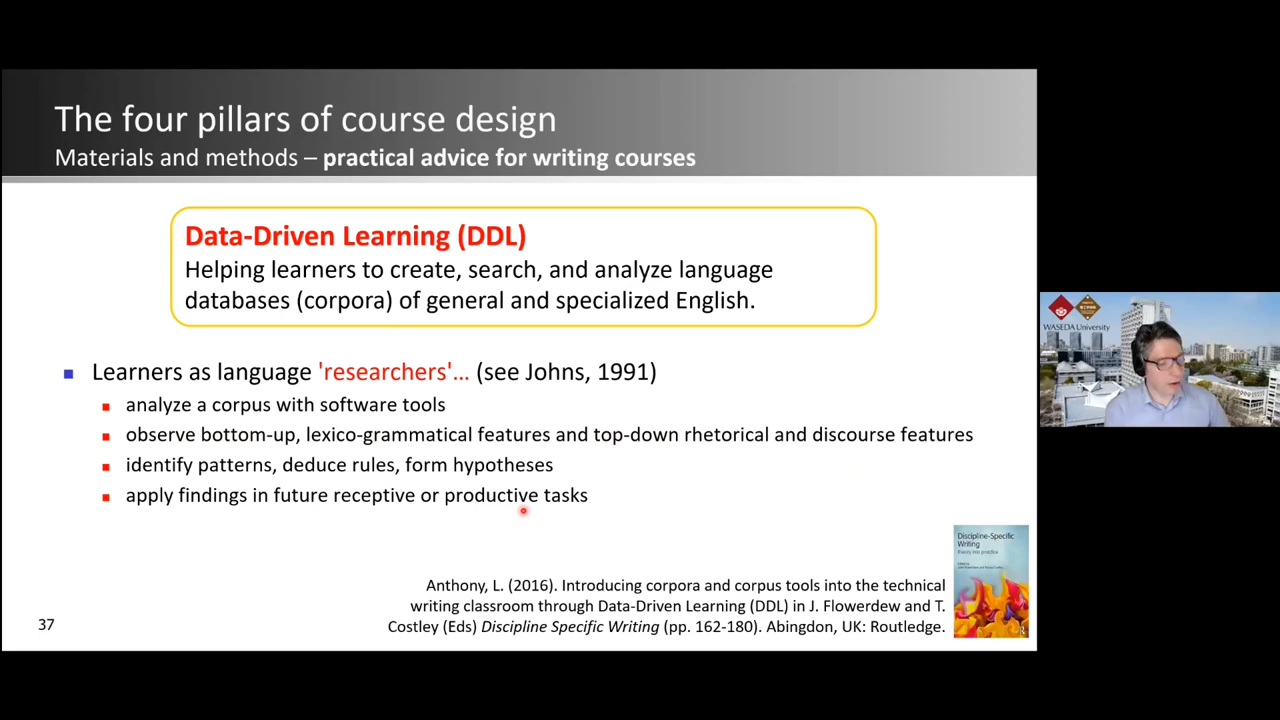 The four pillars of course design
Materials and methods – practical advice for writing courses
Data-Driven Learning (DDL)
Helping learners to create, search, and analyze language
databases (corpora) of general and specialized English.
Learners as language 'researchers'... (see Johns, 1991)
analyze a corpus with software tools
observe bottom-up, lexico-grammatical features and top-down rhetorical and discourse features
identify patterns, deduce rules, form hypotheses
apply findings in future receptive or productive tasks
Anthony, L. (2016). Introducing corpora and corpus tools into the technical
writing classroom through Data-Driven Learning (DDL) in J. Flowerdew and T.
Costley (Eds) Discipline Specific Writing (pp. 162-180). Abingdon, UK: Routledge.
37
Discipline-Specific
Writing
theory into practice
WASEDA University